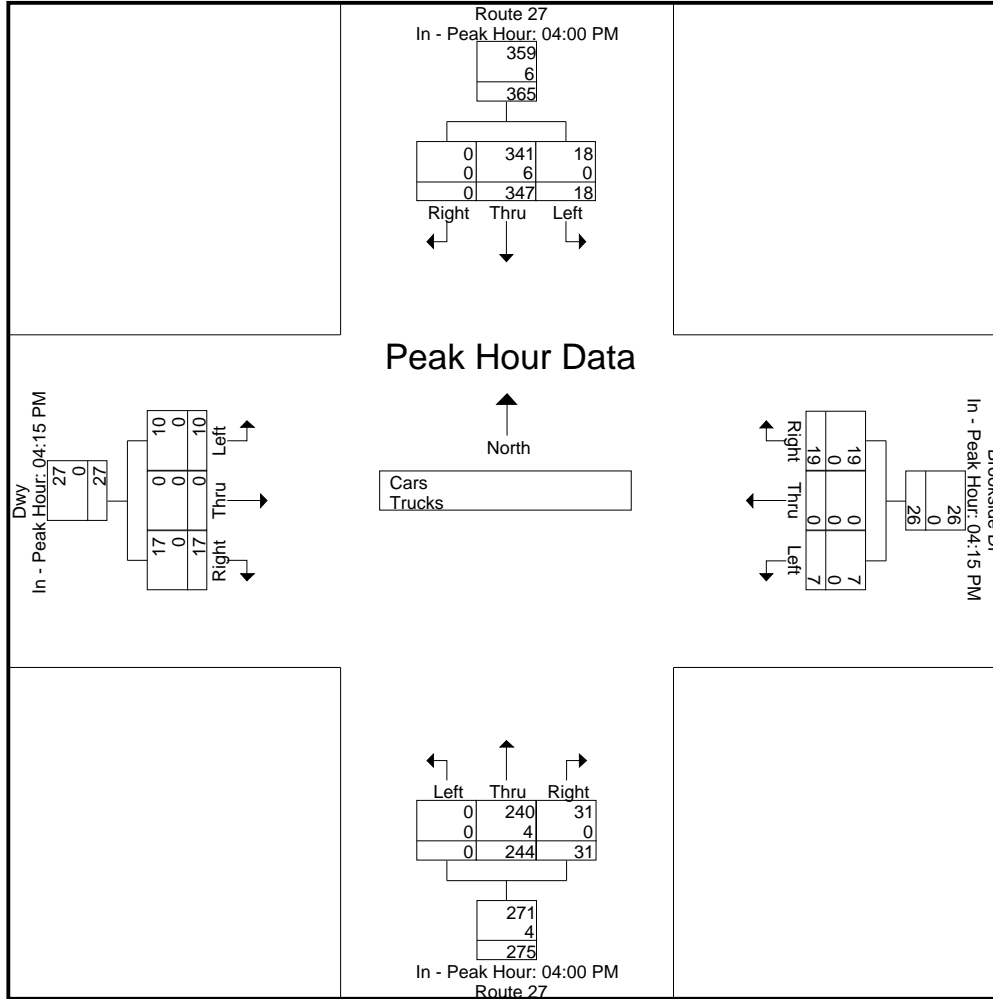 Route 27
In - Peak Hour: 04:00 PM
359
6
365
0 341 18
0 6 0
0 347 18
Right Thru Left
Peak Hour Data
North
Cars
Trucks
Dwy
In - Peak Hour: 04:15 PM
27
0
27
10 0 10
0 0 0
17 0 17
Left
Thru
Right
Right
Thru
Left
19 0 19
0 0 0
7 0 7
26
0
26
In - Peak Hour: 04:15 PM
Brookside Dr
Left Thru Right
0 240 31
0 4 0
0 244 31
271
4
275
In - Peak Hour: 04:00 PM
Route 27